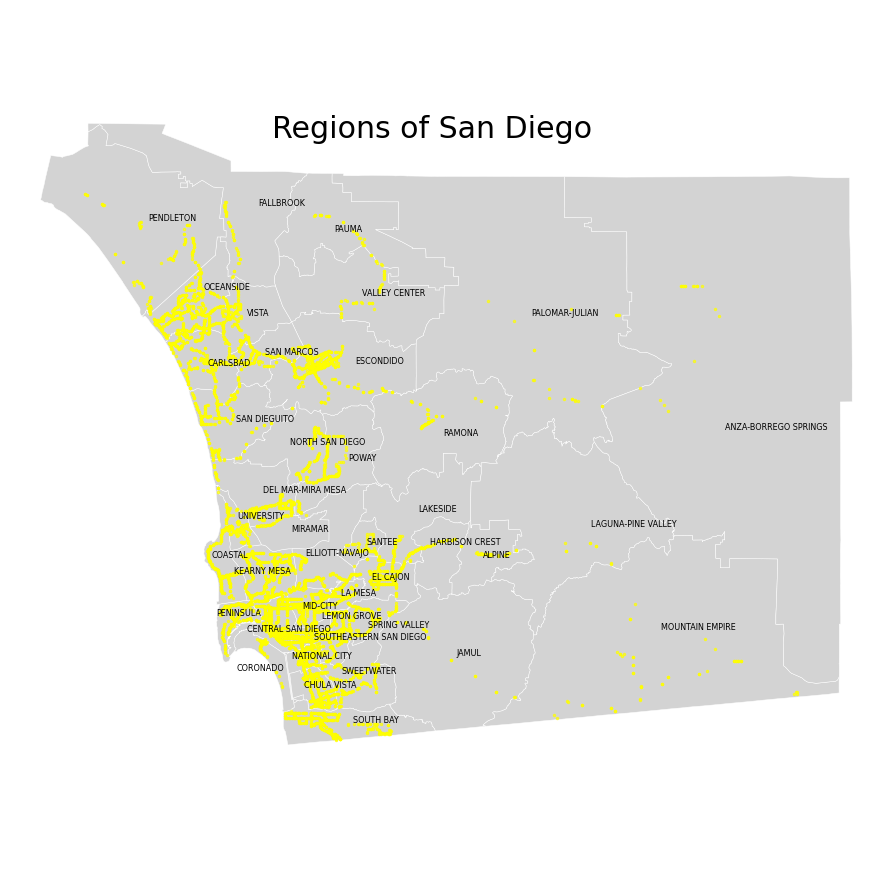 Regions of San Diego
FALLBROOK
PENDLETON
PAUMA
OCEANSIDE
VALLEY CENTER
VISTA
PALOMAR-JULIAN
SAN MARCOS
CARLSBAD
ESCONDIDO
SAN DIEGUITO
ANZA-BORREGO SPRINGS
RAMONA
NORTH SAN DIEGO
POWAY
DEL MAR-MIRA MESA
LAKESIDE
UNIVERSITY
LAGUNA-PINE VALLEY
MIRAMAR
SANTEE
HARBISON CREST
COASTAL
ELLIOTT-NAVAJO
ALPINE
KEARNY MESA
EL CAJON
LA MESA
MID-CITY
PENINSULA
LEMON GROVE
SPRING VALLEY
CENTRAL SAN DIEGO
MOUNTAIN EMPIRE
SOUTHEASTERN SAN DIEGO
NATIONAL CITY
JAMUL
CORONADO
SWEETWATER
CHULA VISTA
SOUTH BAY